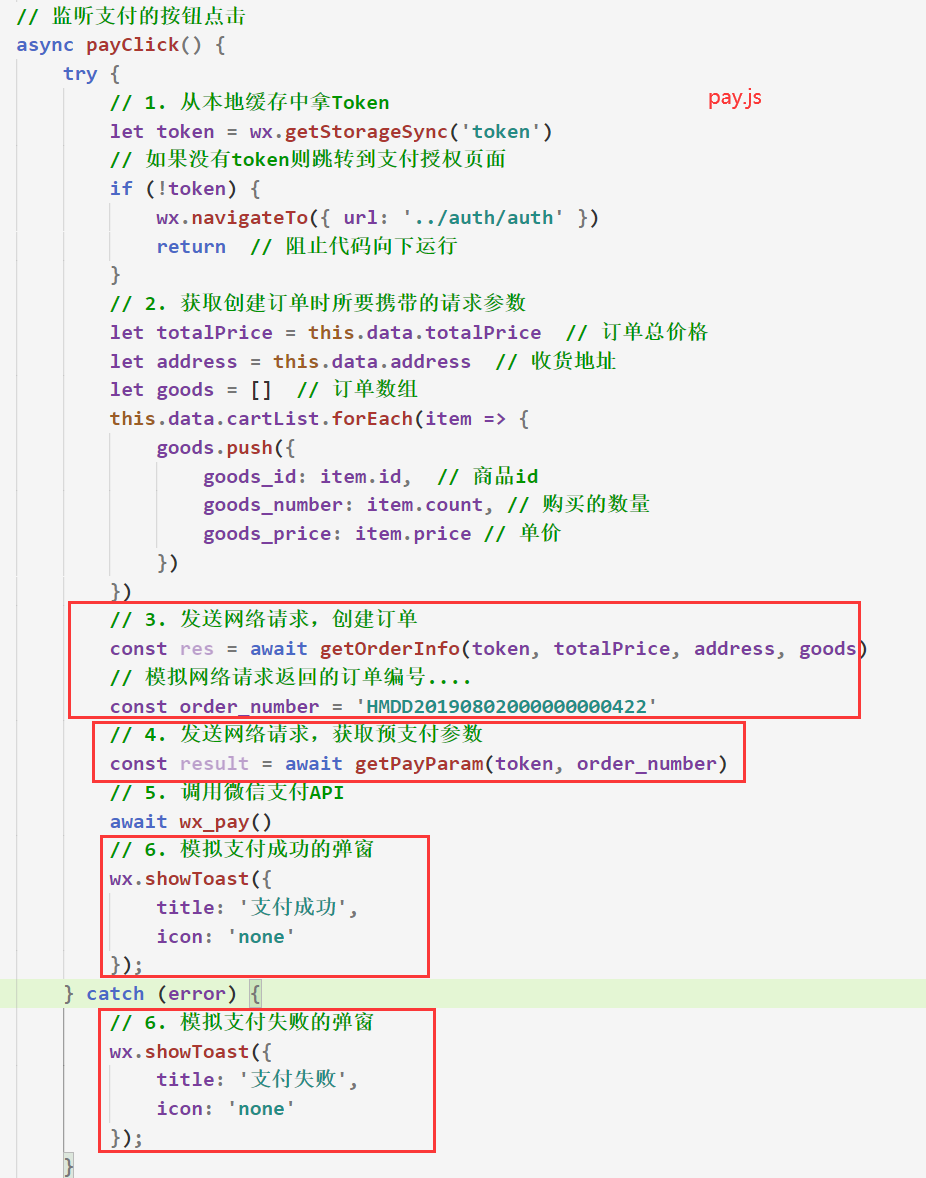 // 监听支付的按钮点击
async payClick() {
try {
// 1. 从本地缓存中拿Token
pay.js
let token = wx.getStorageSync('token')
// 如果没有token则跳转到支付授权页面
if (!token) {
wx.navigateTo({ url: '../auth/auth' })
return // 阻止代码向下运行
}
// 2. 获取创建订单时所要携带的请求参数
let totalPrice = this.data.totalPrice // 订单总价格
let address = this.data.address // 收货地址
let goods = [] // 订单数组
this.data.cartList.forEach(item => {
goods.push({
goods_id: item.id, // 商品id
goods_number: item.count, // 购买的数量
goods_price: item.price // 单价
})
})
// 3. 发送网络请求，创建订单
const res = await getOrderInfo(token, totalPrice, address, goods)
// 模拟网络请求返回的订单编号....
const order_number = 'HMDD20190802000000000422'
// 4. 发送网络请求，获取预支付参数
const result = await getPayParam(token, order_number)
// 5. 调用微信支付API
await wx_pay()
// 6. 模拟支付成功的弹窗
wx.showToast({
title: '支付成功',
icon: 'none'
});
} catch (error) {
// 6. 模拟支付失败的弹窗
wx.showToast({
title: '支付失败',
icon: 'none'
});
}